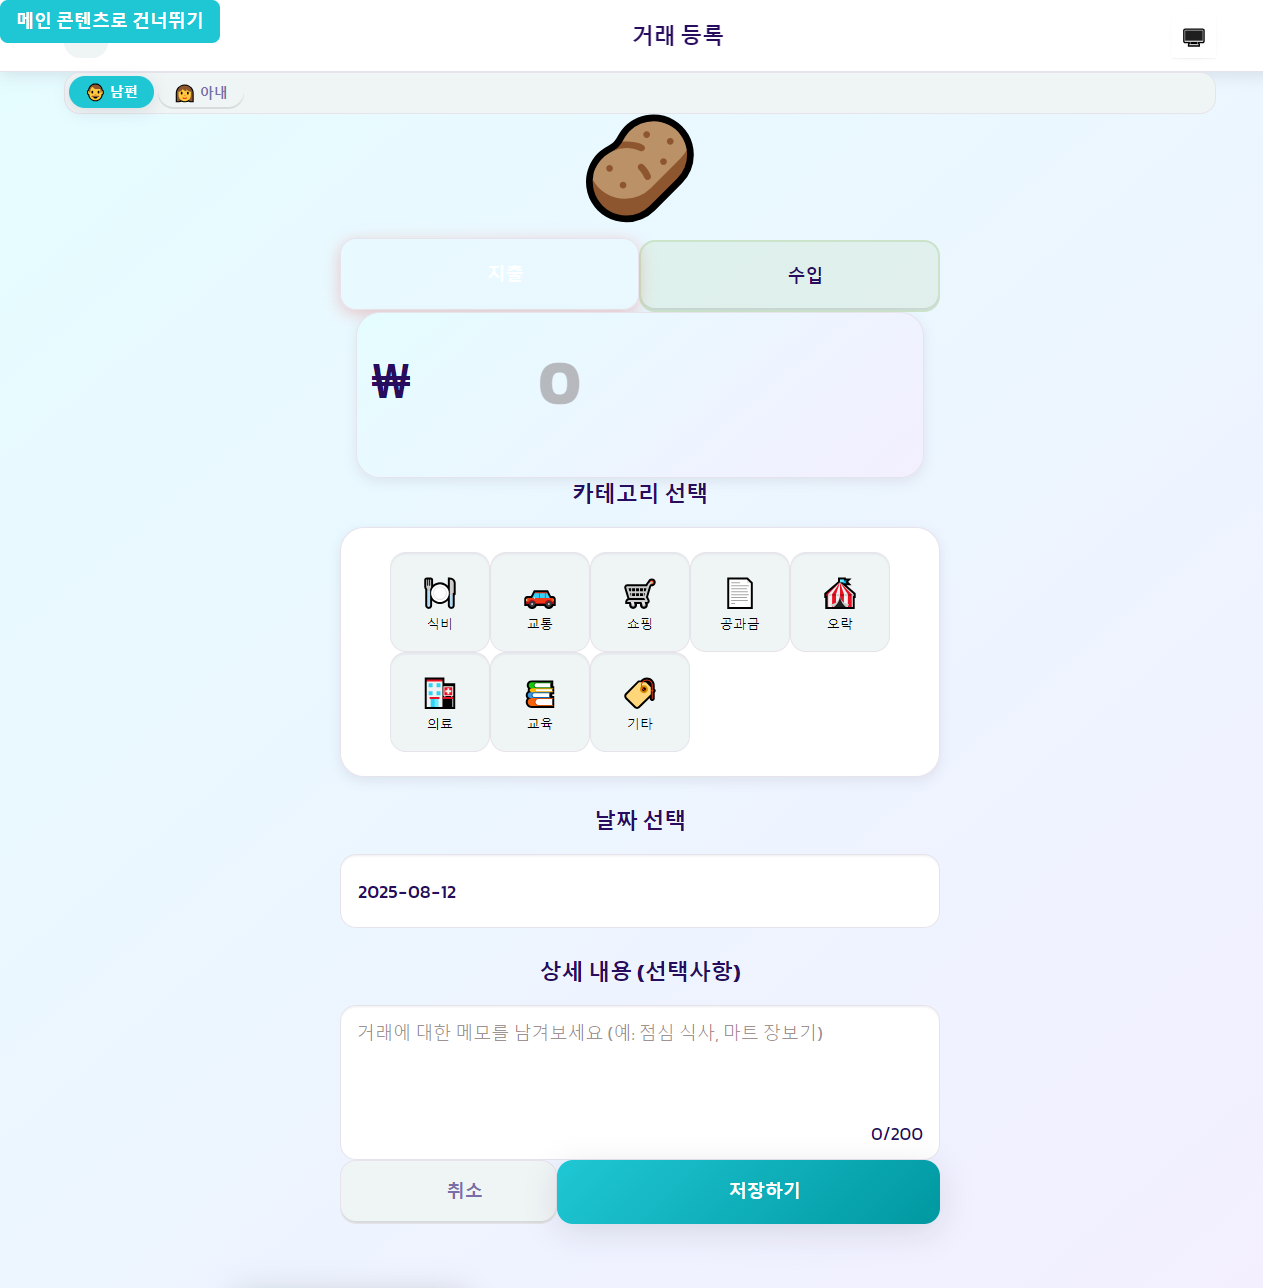 메인 콘텐츠로 건너뛰기
거래 등록
남편
아내
지출
수입
₩
0
카테고리 선택
식비
교통
쇼핑
공과금
오락
의료
교육
기타
날짜 선택
2025-08-12
상세 내용 (선택사항)
거래에 대한 메모를 남겨보세요 (예: 점심 식사, 마트 장보기)
0/200
취소
저장하기